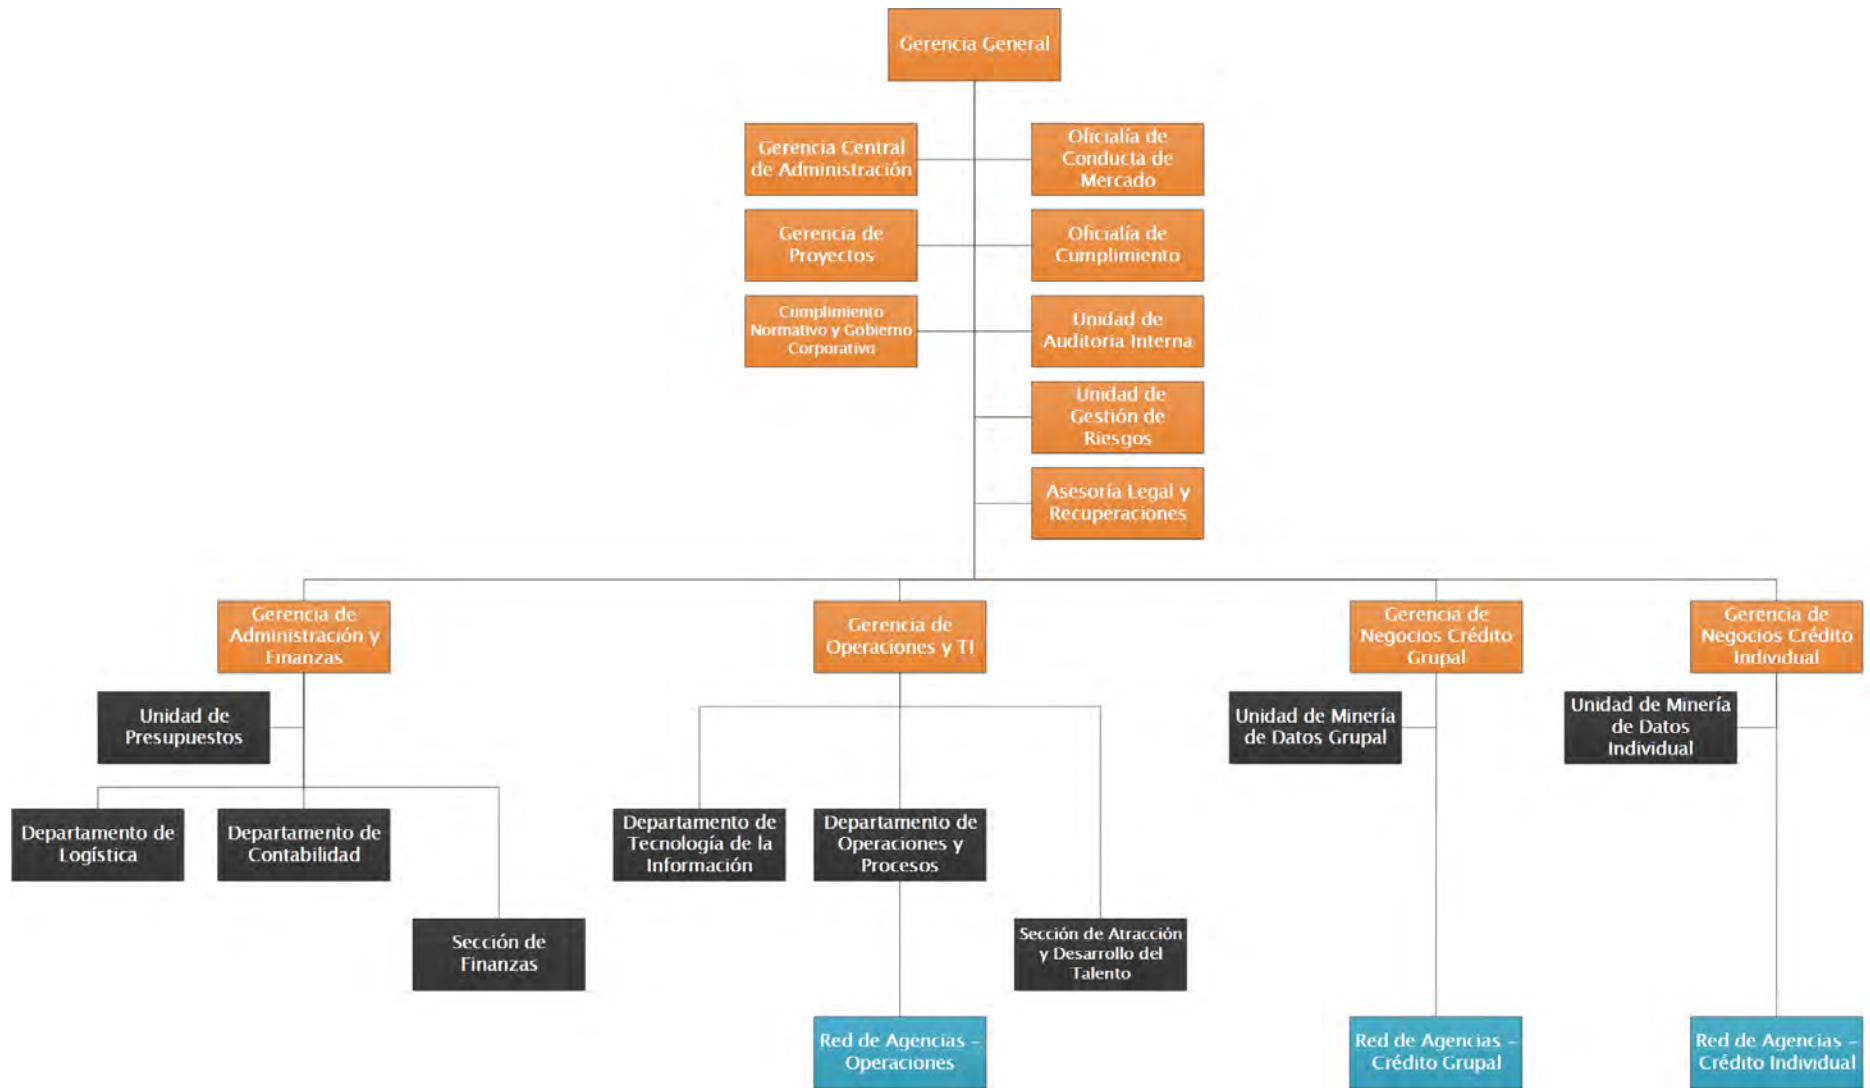 Gerencia General
Gerencia Central
de Administración
Oficialía de
Conducta de
Mercado
Gerencia de
Proyectos
Oficialía de
Cumplimiento
Cumplimiento
Normativo y Gobierno
Corporativo
Unidad de
Auditoria Interna
Unidad de
Gestión de
Riesgos
Asesoría Legal y
Recuperaciones
Gerencia de
Administración y
Finanzas
Gerencia de
Operaciones y TI
Gerencia de
Negocios Crédito
Grupal
Gerencia de
Negocios Crédito
Individual
Unidad de
Presupuestos
Unidad de Minería
de Datos Grupal
Unidad de Minería
de Datos
Individual
Departamento de
Logística
Departamento de
Contabilidad
Departamento de
Tecnología de la
Información
Departamento de
Operaciones y
Procesos
Sección de
Finanzas
Sección de Atracción
y Desarrollo del
Talento
Red de Agencias –
Operaciones
Red de Agencias –
Crédito Grupal
Red de Agencias –
Crédito Individual